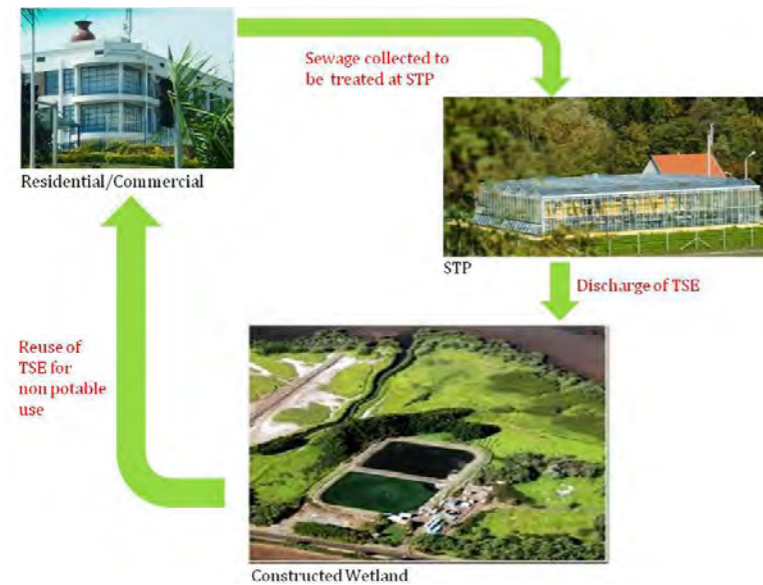 Sewage collected to
be treated at STP
Residential/Commercial
STP
Discharge of TSE
Reuse of
TSE for
non potable
use
Constructed Wetland